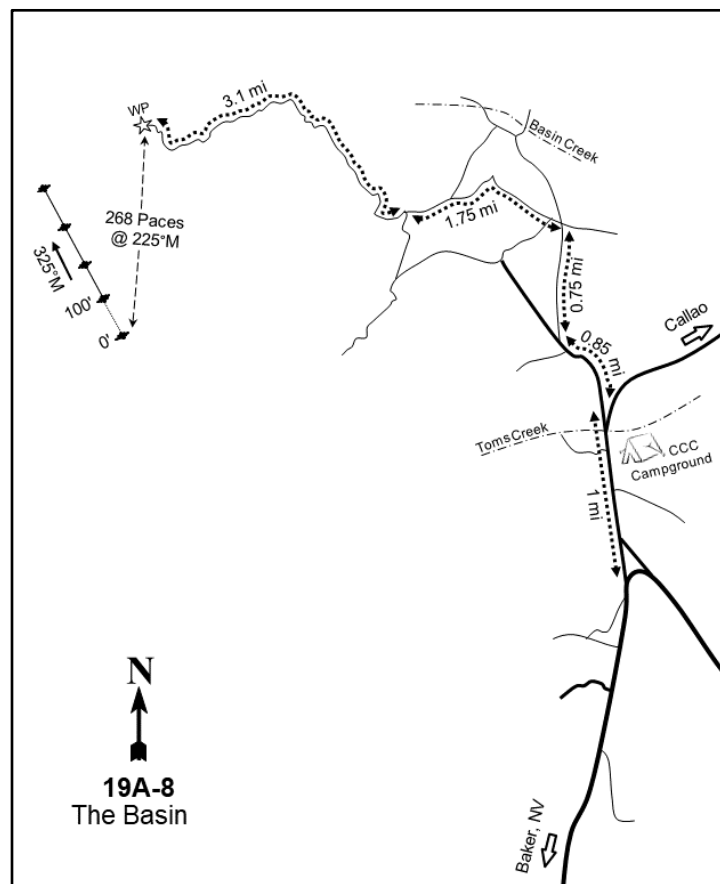 WP
3.1 mi
Basin Creek
1.75 mi
268 Paces
@ 225°M
325°M
100'
0'
0.75 mi
Callao
0.85 mi
Toms Creek
CCC
Campground
1 mi
N
19A-8
The Basin
Baker, NV